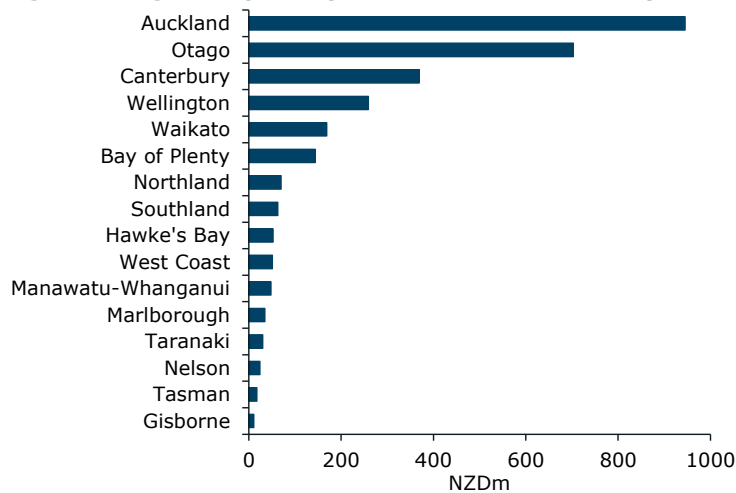 Auckland
Otago
Canterbury
Wellington
Waikato
Bay of Plenty
Northland
Southland
Hawke's Bay
West Coast
Manawatu-Whanganui
Marlborough
Taranaki
Nelson
Tasman
Gisborne
0 200 400 600 800 1000
NZDm